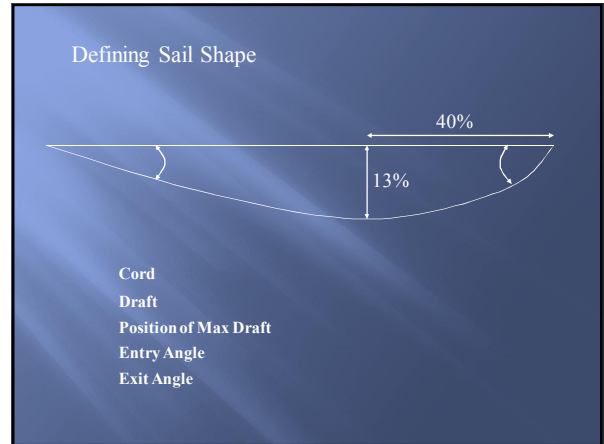 Defining Sail Shape
40%
13%
Cord
Draft
Position of Max Draft
Entry Angle
Exit Angle